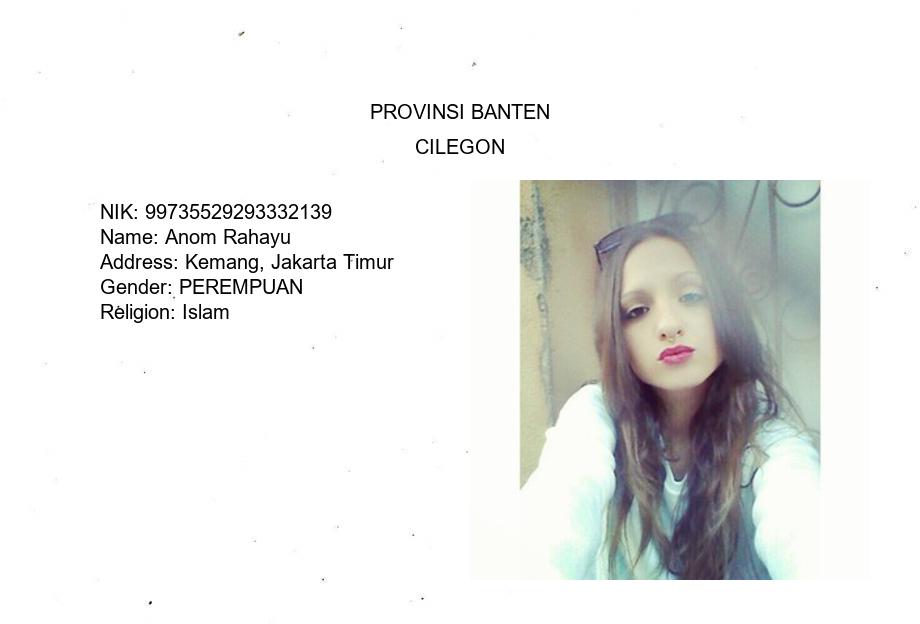 PROVINSI BANTEN
CILEGON
NIK: 99735529293332139
Name: Anom Rahayu
Address: Kemang, Jakarta Timur
Gender: PEREMPUAN
Religion: Islam